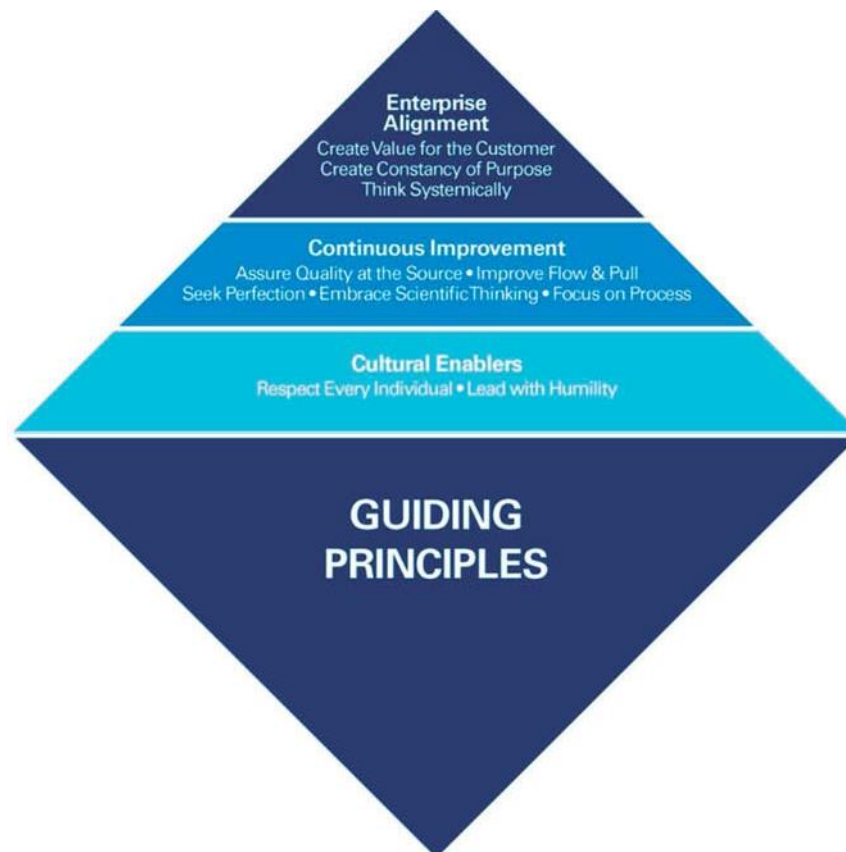 Enterprise
Alignment
Create Value for the Customer
Create Constancy of Purpose
Think Systemically
Continuous Improvement
Assure Quality at the Source • Improve Flow & Pull
Seek Perfection • Embrace Scientific Thinking • Focus on Process
Cultural Enablers
Respect Every Individual • Lead with Humility
GUIDING
PRINCIPLES